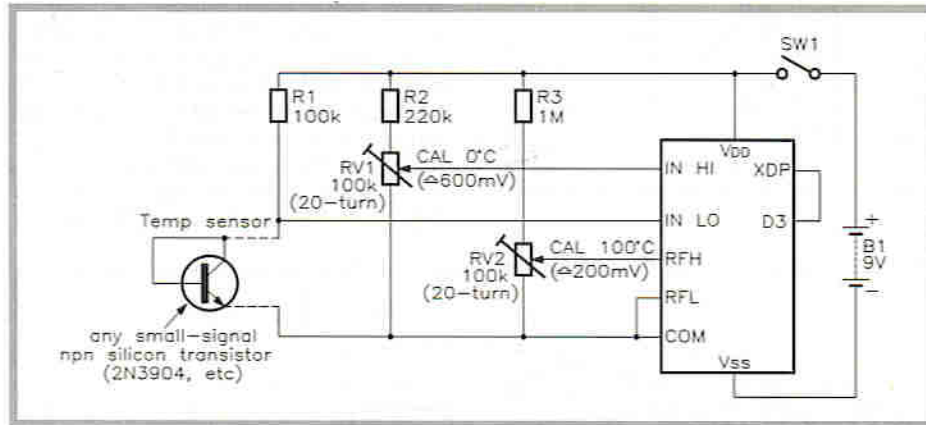 SW1
R1
100k
R2
220k
R3
1M
VDD
CAL 0°C
(≏600mV)
RV1
100k
(20-turn)
IN HI
XDP
Temp sensor
IN LO
D3
+
B1
9V
−
CAL 100°C
(≏200mV)
RV2
100k
(20-turn)
RFH
RFL
COM
VSS
any small-signal
npn silicon transistor
(2N3904, etc)